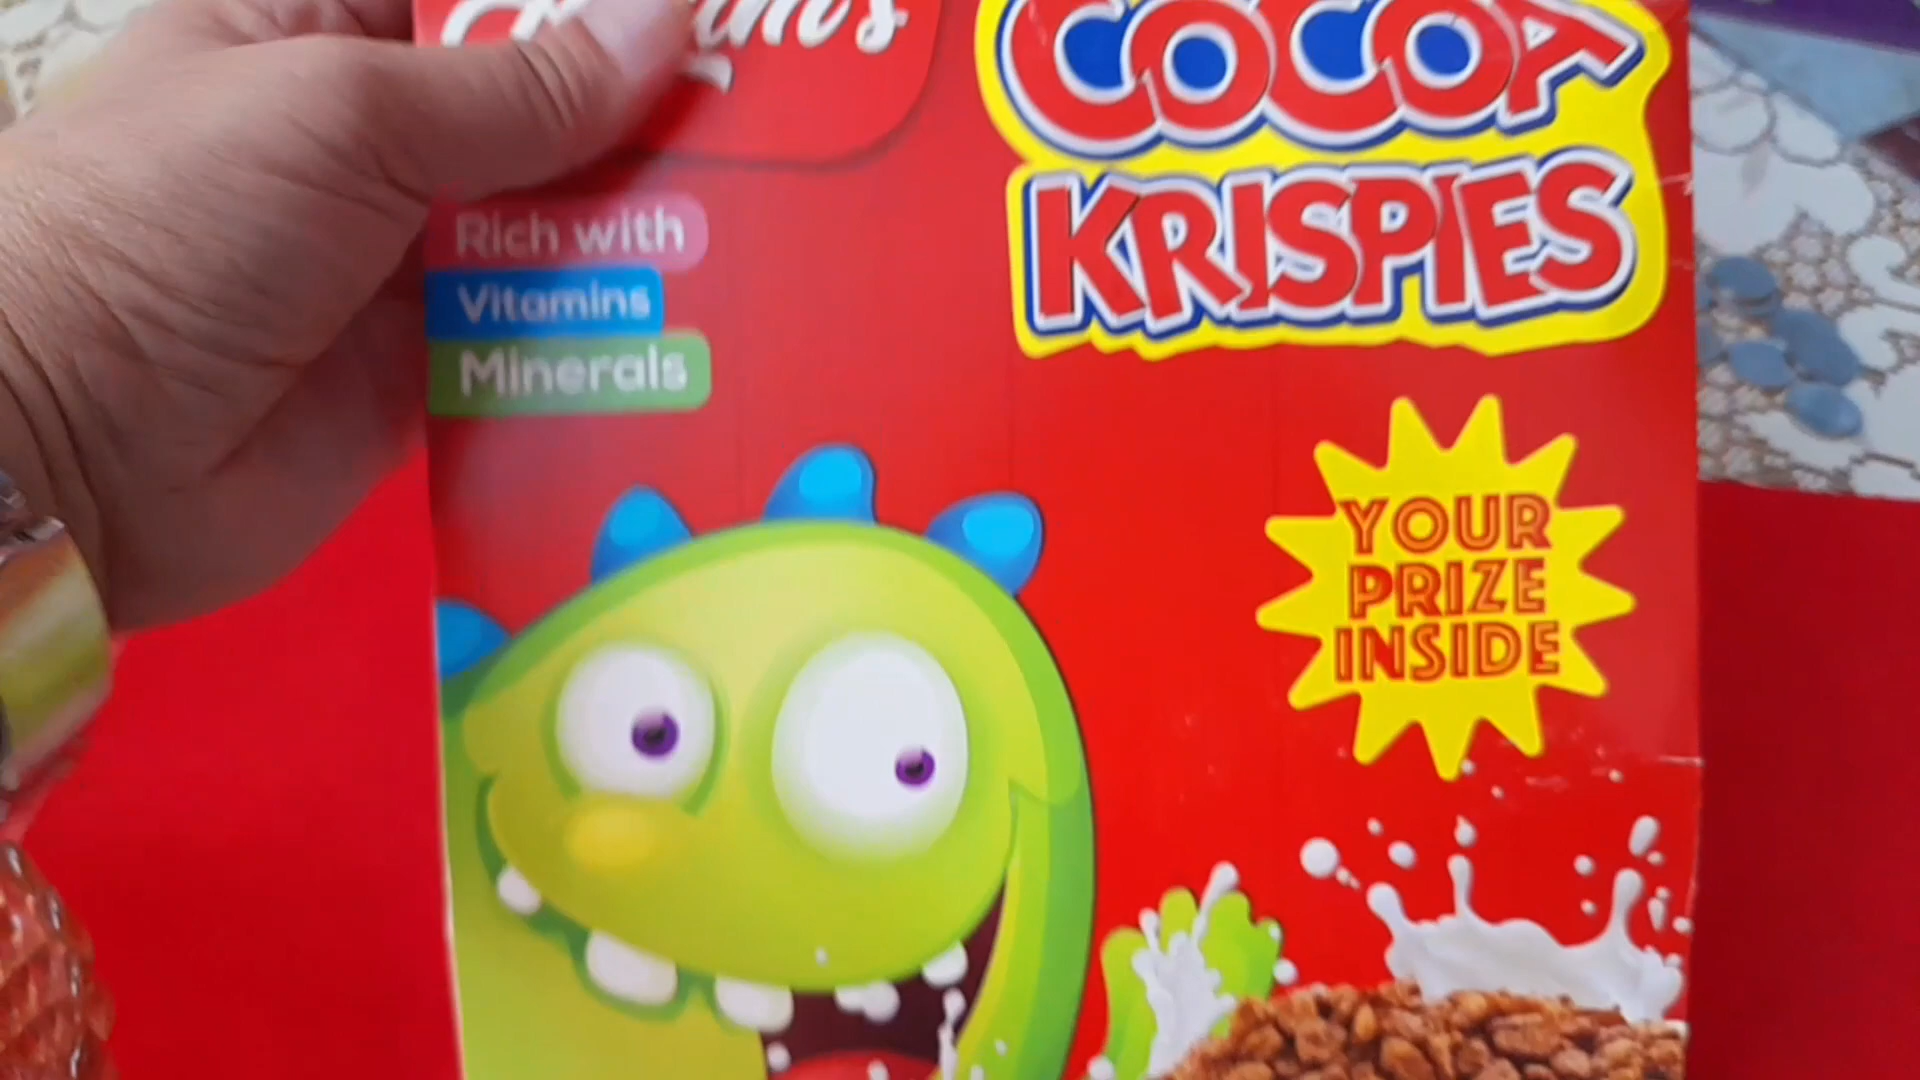 COCOA
KRISPIES
Rich with
Vitamins
Minerals
YOUR
PRIZE
INSIDE